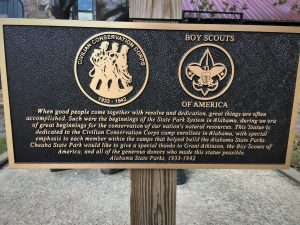 CIVILIAN CONSERVATION CORPS
1933 - 1942
BOY SCOUTS
OF AMERICA
When good people come together with resolve and dedication, great things are often
accomplished. Such were the beginnings of the State Park System in Alabama, during an era
of great beginnings for the conservation of our nation's natural resources. This Statue is
dedicated to the Civilian Conservation Corps camp enrollees in Alabama, with special
emphasis to each member within the camps that helped build the Alabama State Parks.
Cheaha State Park would like to give a special thanks to Grant Atkinson, the Boy Scouts of
America, and all of the generous donors who made this statue possible.
Alabama State Parks, 1933-1942